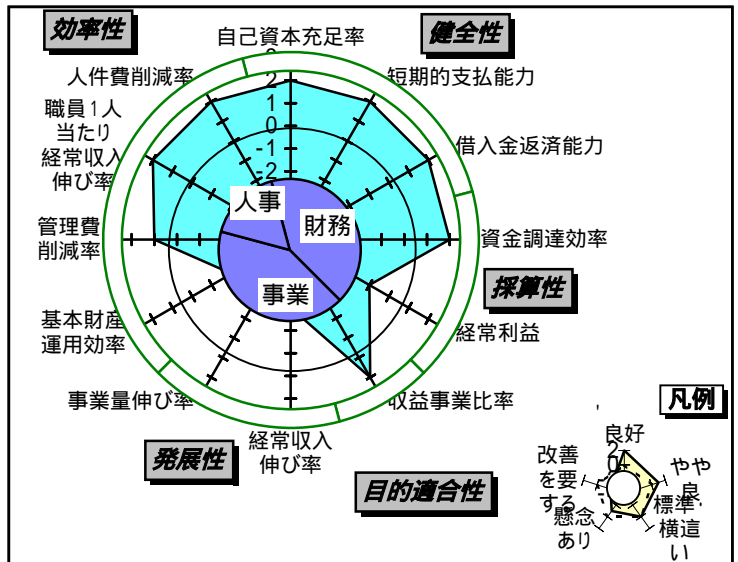 効率性
自己資本充足率
健全性
人件費削減率
短期的支払能力
職員1人
当たり
経常収入
伸び率
借入金返済能力
2
1
0
-1
-2
人事
財務
事業
管理費
削減率
資金調達効率
採算性
基本財産
運用効率
経常利益
事業量伸び率
収益事業比率
経常収入
伸び率
発展性
目的適合性
凡例
良好
2
0
やや
良
改善
を要
する
標準・
横這
い
懸念
あり